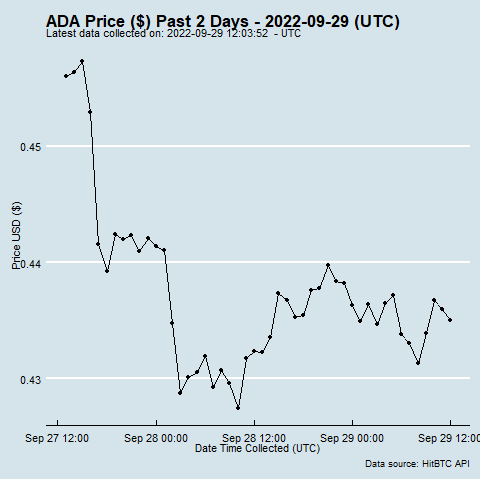 ADA Price ($) Past 2 Days - 2022-09-29 (UTC)
Latest data collected on: 2022-09-29 12:03:52 - UTC
0.45
0.44
0.43
Price USD ($)
Sep 27 12:00 Sep 28 00:00 Sep 28 12:00 Sep 29 00:00 Sep 29 12:00
Date Time Collected (UTC)
Data source: HitBTC API